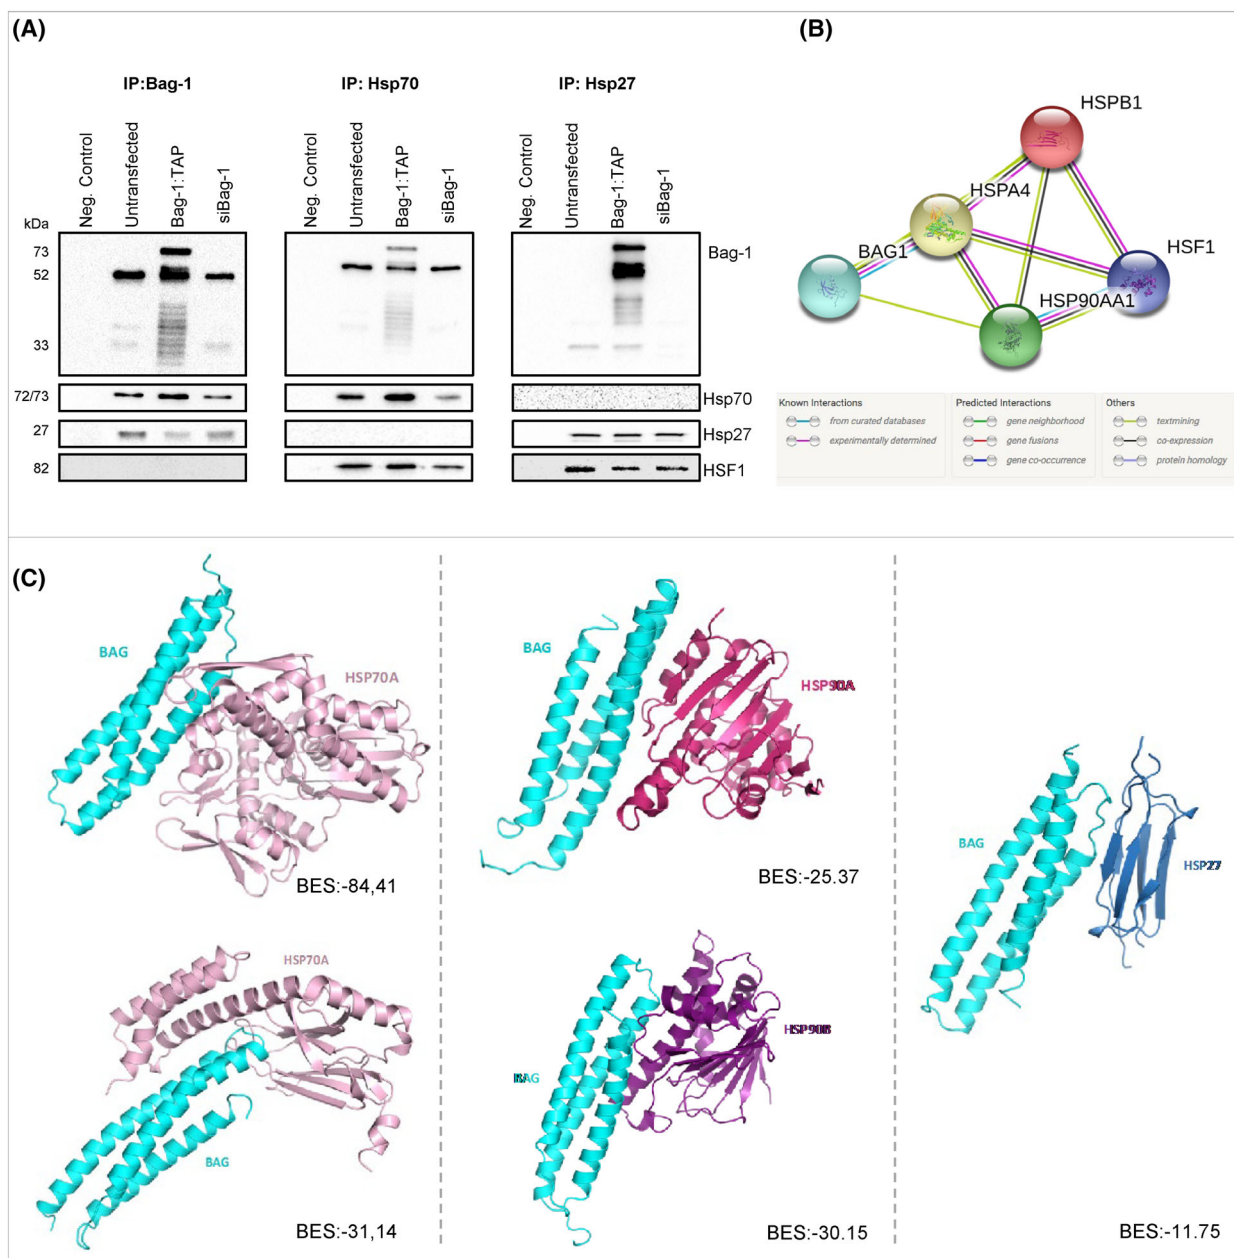 (A)
IP:Bag-1
IP: Hsp70
IP: Hsp27
Neg. Control
Untransfected
Bag-1:TAP
siBag-1
Neg. Control
Untransfected
Bag-1:TAP
siBag-1
Neg. Control
Untransfected
Bag-1:TAP
siBag-1
kDa
73
52
33
Bag-1
72/73
Hsp70
27
Hsp27
82
HSF1
(B)
HSPB1
HSPA4
BAG1
HSF1
HSP90AA1
Known Interactions
from curated databases
experimentally determined
Predicted Interactions
gene neighborhood
gene fusions
gene co-occurrence
Others
textmining
co-expression
protein homology
(C)
BAG
HSP70A
BES:-84,41
BAG
HSP90A
BES:-25.37
HSP70A
BAG
BES:-31,14
BAG
HSP90B
BES:-30.15
BAG
HSP27
BES:-11.75